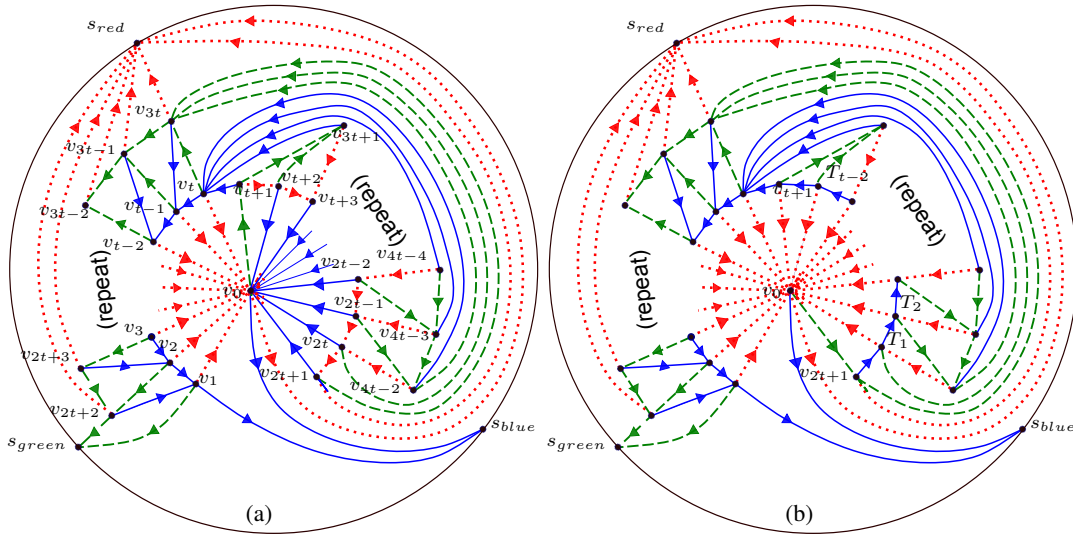 s_red
v_3t
v_3t+1
v_3t−1
v_t
v_t+1
v_t+2
v_3t−2
v_t−1
v_t+3
(repeat)
v_t−2
(repeat)
v_2t−2
v_4t−4
v_0
v_2t−1
v_3
v_2
v_2t
v_4t−3
v_2t+3
v_1
v_2t+1
v_4t−2
v_2t+2
s_green
s_blue
(a)
s_red
T_t−2
v_t+1
(repeat)
(repeat)
v_0
T_2
T_1
v_2t+1
s_green
s_blue
(b)